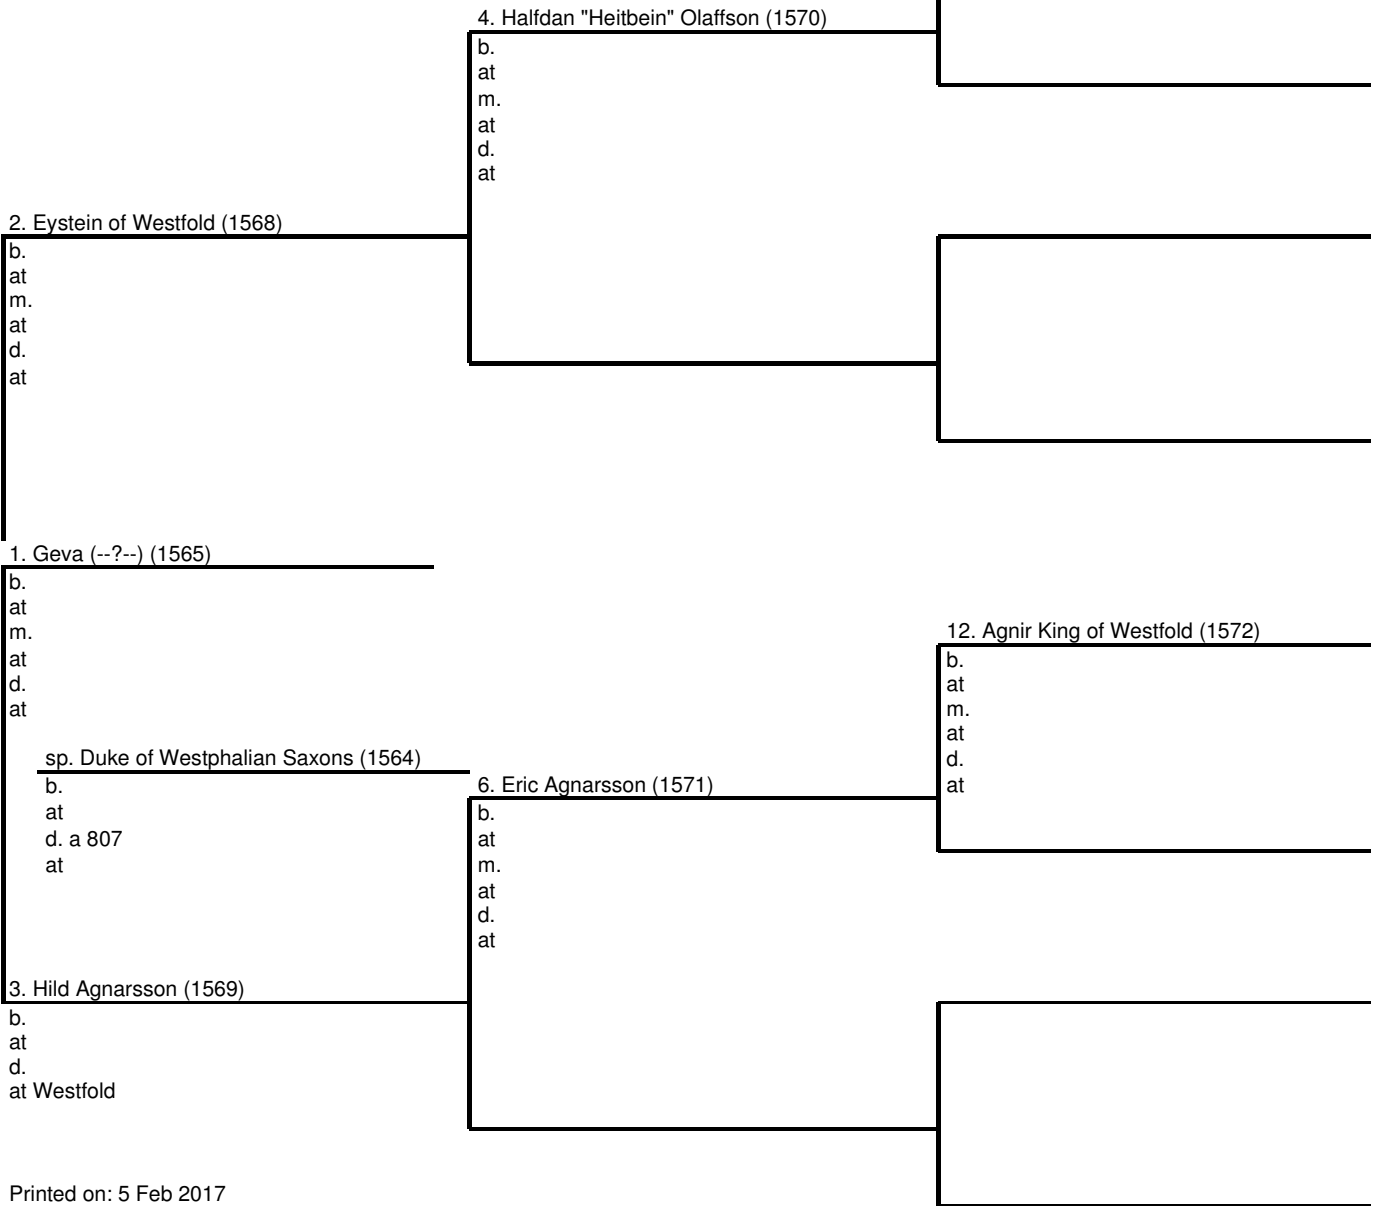 4. Halfdan "Heitbein" Olaffson (1570)
b.
at
m.
at
d.
at
2. Eystein of Westfold (1568)
b.
at
m.
at
d.
at
1. Geva (--?--) (1565)
b.
at
m.
at
d.
at
sp. Duke of Westphalian Saxons (1564)
b.
at
d. a 807
at
12. Agnir King of Westfold (1572)
b.
at
m.
at
d.
at
6. Eric Agnarsson (1571)
b.
at
m.
at
d.
at
3. Hild Agnarsson (1569)
b.
at
d.
at Westfold
Printed on: 5 Feb 2017